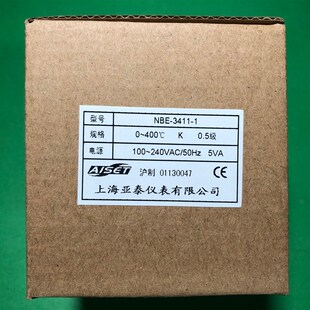 型号 NBE-3411-1
规格 0~400℃ K 0.5级
电源 100~240VAC/50Hz 5VA
AISET 沪制 01130047 CE
上海亚泰仪表有限公司